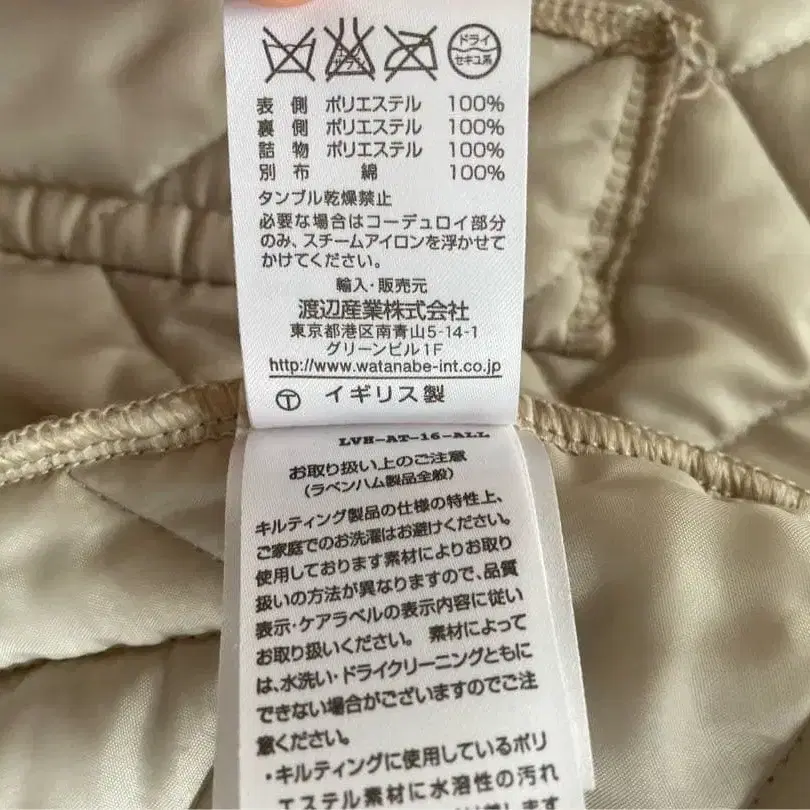 ドライ
セキユ系
表側 ポリエステル 100%
裏側 ポリエステル 100%
詰物 ポリエステル 100%
別布 綿 100%
タンブル乾燥禁止
必要な場合はコーデュロイ部分
のみ、スチームアイロンを浮かせて
かけてください。
輸入・販売元
渡辺産業株式会社
東京都港区南青山5-14-1
グリーンビル1F
http://www.watanabe-int.co.jp
Ⓣ イギリス製
LVH-AT-16-ALL
お取り扱い上のご注意
(ラベンハム製品全般)
キルティング製品の仕様の特性上、
ご家庭でのお洗濯はお避けください。
使用しております素材によりお取り
扱いの方法が異なりますので、品質
表示・ケアラベルの表示内容に従い
お取り扱いください。 素材によって
は、水洗い・ドライクリーニングともに
できない場合がございますのでご注
意ください。
・キルティングに使用しているポリ
エステル素材に水溶性の汚れ